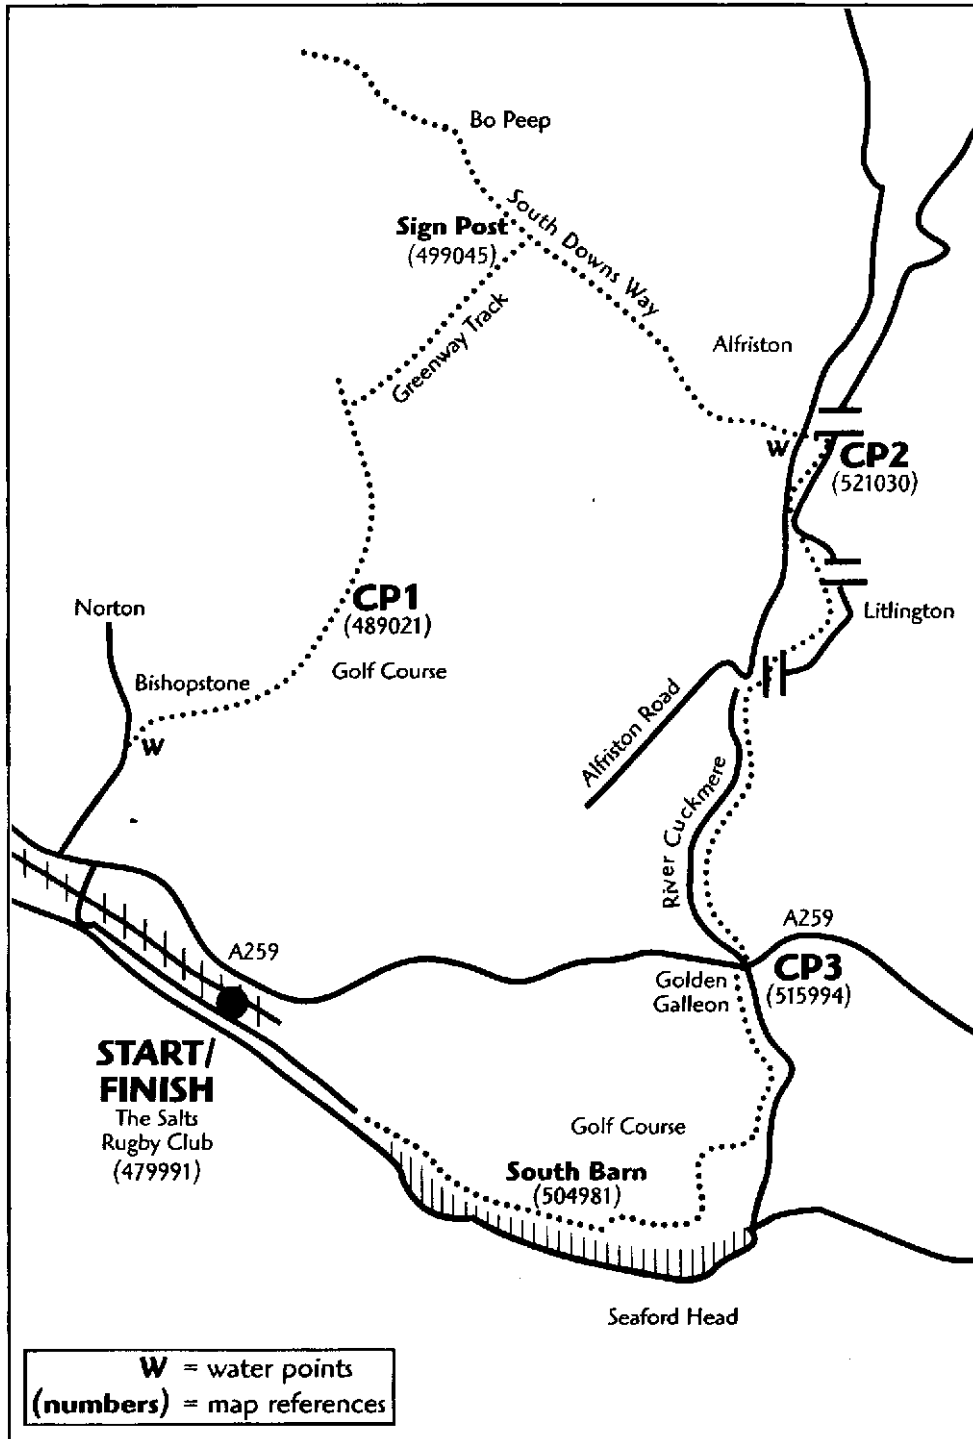 Bo Peep
South Downs Way
Sign Post
(499045)
Greenway Track
Alfriston
W
CP2
(521030)
CP1
(489021)
Norton
Litlington
Golf Course
Bishopstone
W
Alfriston Road
River Cuckmere
A259
A259
CP3
(515994)
Golden
Galleon
START/
FINISH
The Salts
Rugby Club
(479991)
Golf Course
South Barn
(504981)
Seaford Head
W = water points
(numbers) = map references